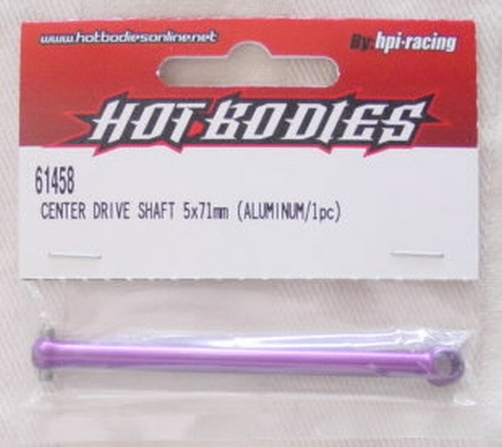 www.hotbodiesonline.net
By:hpi-racing
HOT BODIES
61458
CENTER DRIVE SHAFT 5x71mm (ALUMINUM/1pc)